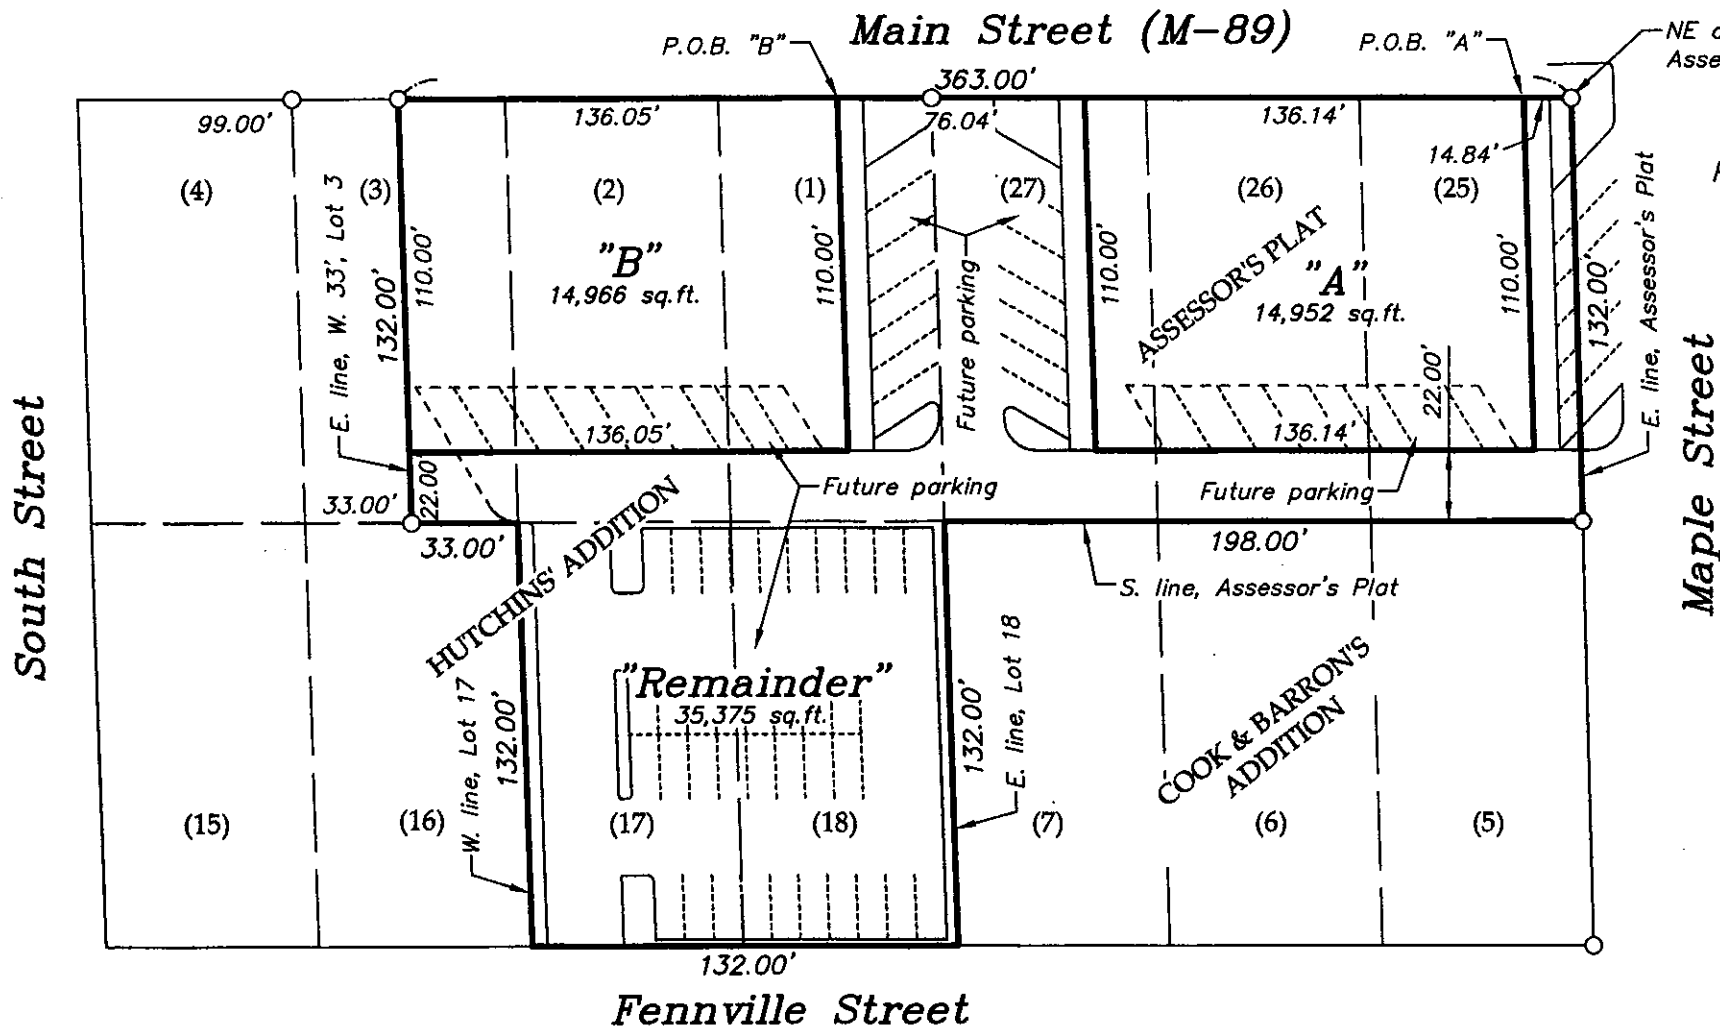 Main Street (M-89)
P.O.B. "B"
P.O.B. "A"
NE
Asse
363.00'
99.00'
136.05'
76.04'
136.14'
14.84'
(4)
(3)
(2)
(1)
(27)
(26)
(25)
E. line, W. 33', Lot 3
132.00'
110.00'
"B"
14,966 sq.ft.
110.00'
Future parking
110.00'
ASSESSOR'S PLAT
"A"
14,952 sq.ft.
110.00'
132.00'
E. line, Assessor's Plat
22.00'
136.05'
136.14'
South Street
Maple Street
33.00'
22.00
Future parking
Future parking
33.00'
198.00'
S. line, Assessor's Plat
HUTCHINS' ADDITION
"Remainder"
35,375 sq.ft.
W. line, Lot 17
132.00'
132.00'
E. line, Lot 18
COOK & BARRON'S
ADDITION
(15)
(16)
(17)
(18)
(7)
(6)
(5)
132.00'
Fennville Street